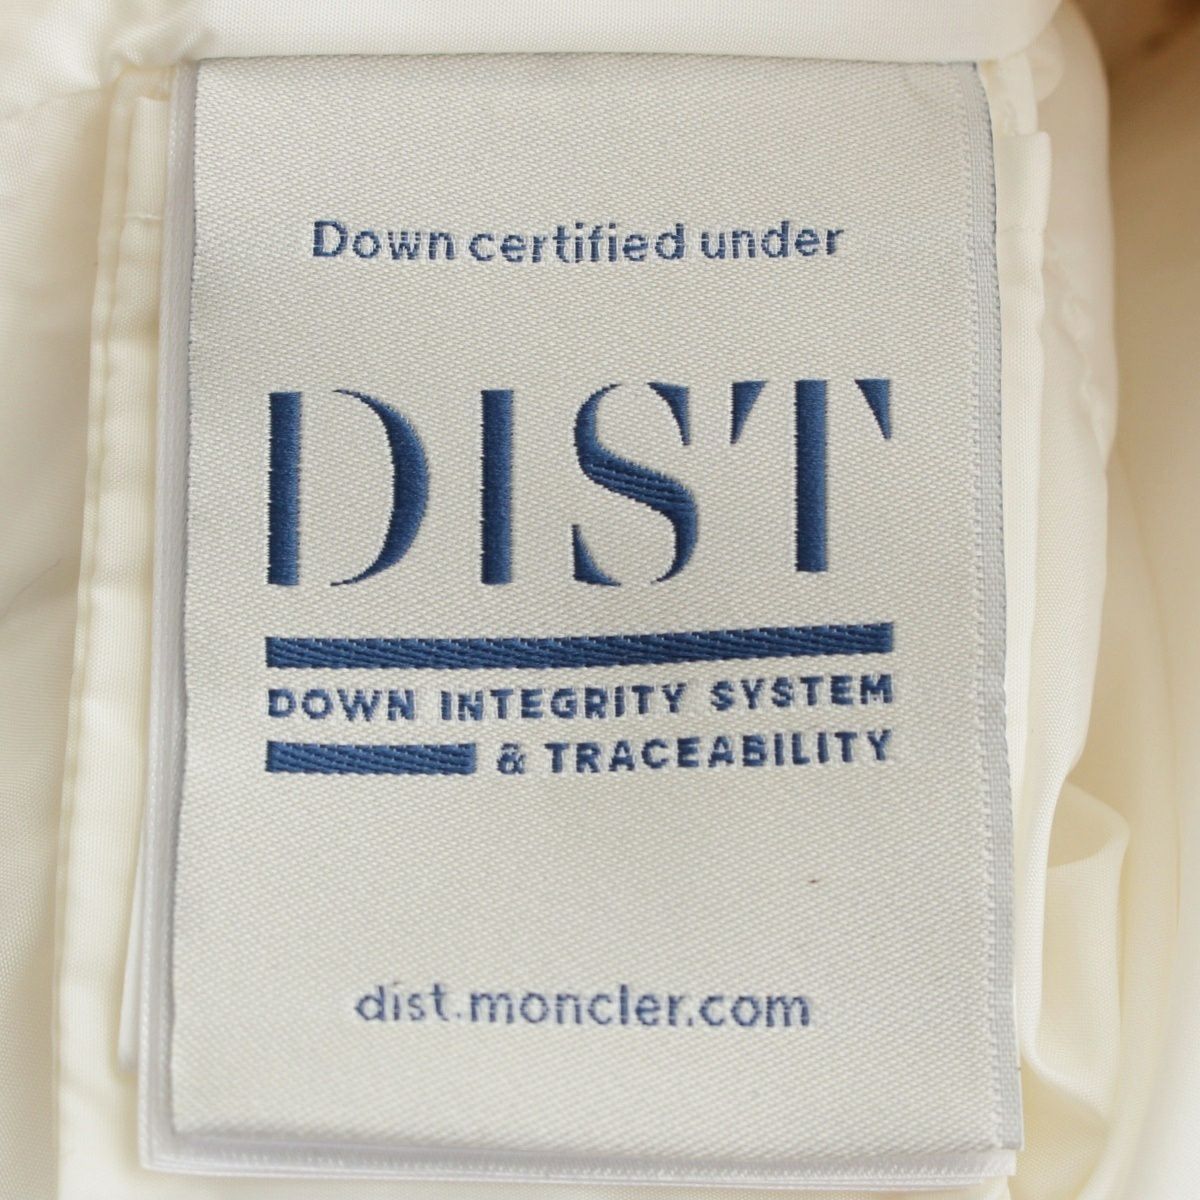 Down certified under
DIST
DOWN INTEGRITY SYSTEM
& TRACEABILITY
dist.moncler.com